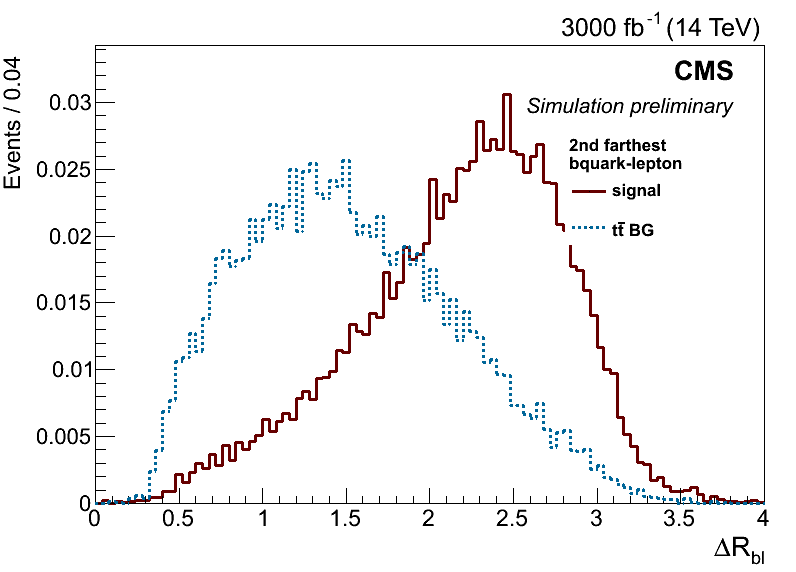 3000 fb⁻¹ (14 TeV)
Events / 0.04
CMS
Simulation preliminary
2nd farthest
bquark-lepton
signal
tt̄ BG
0.03
0.025
0.02
0.015
0.01
0.005
0
0 0.5 1 1.5 2 2.5 3 3.5 4
ΔR_bl